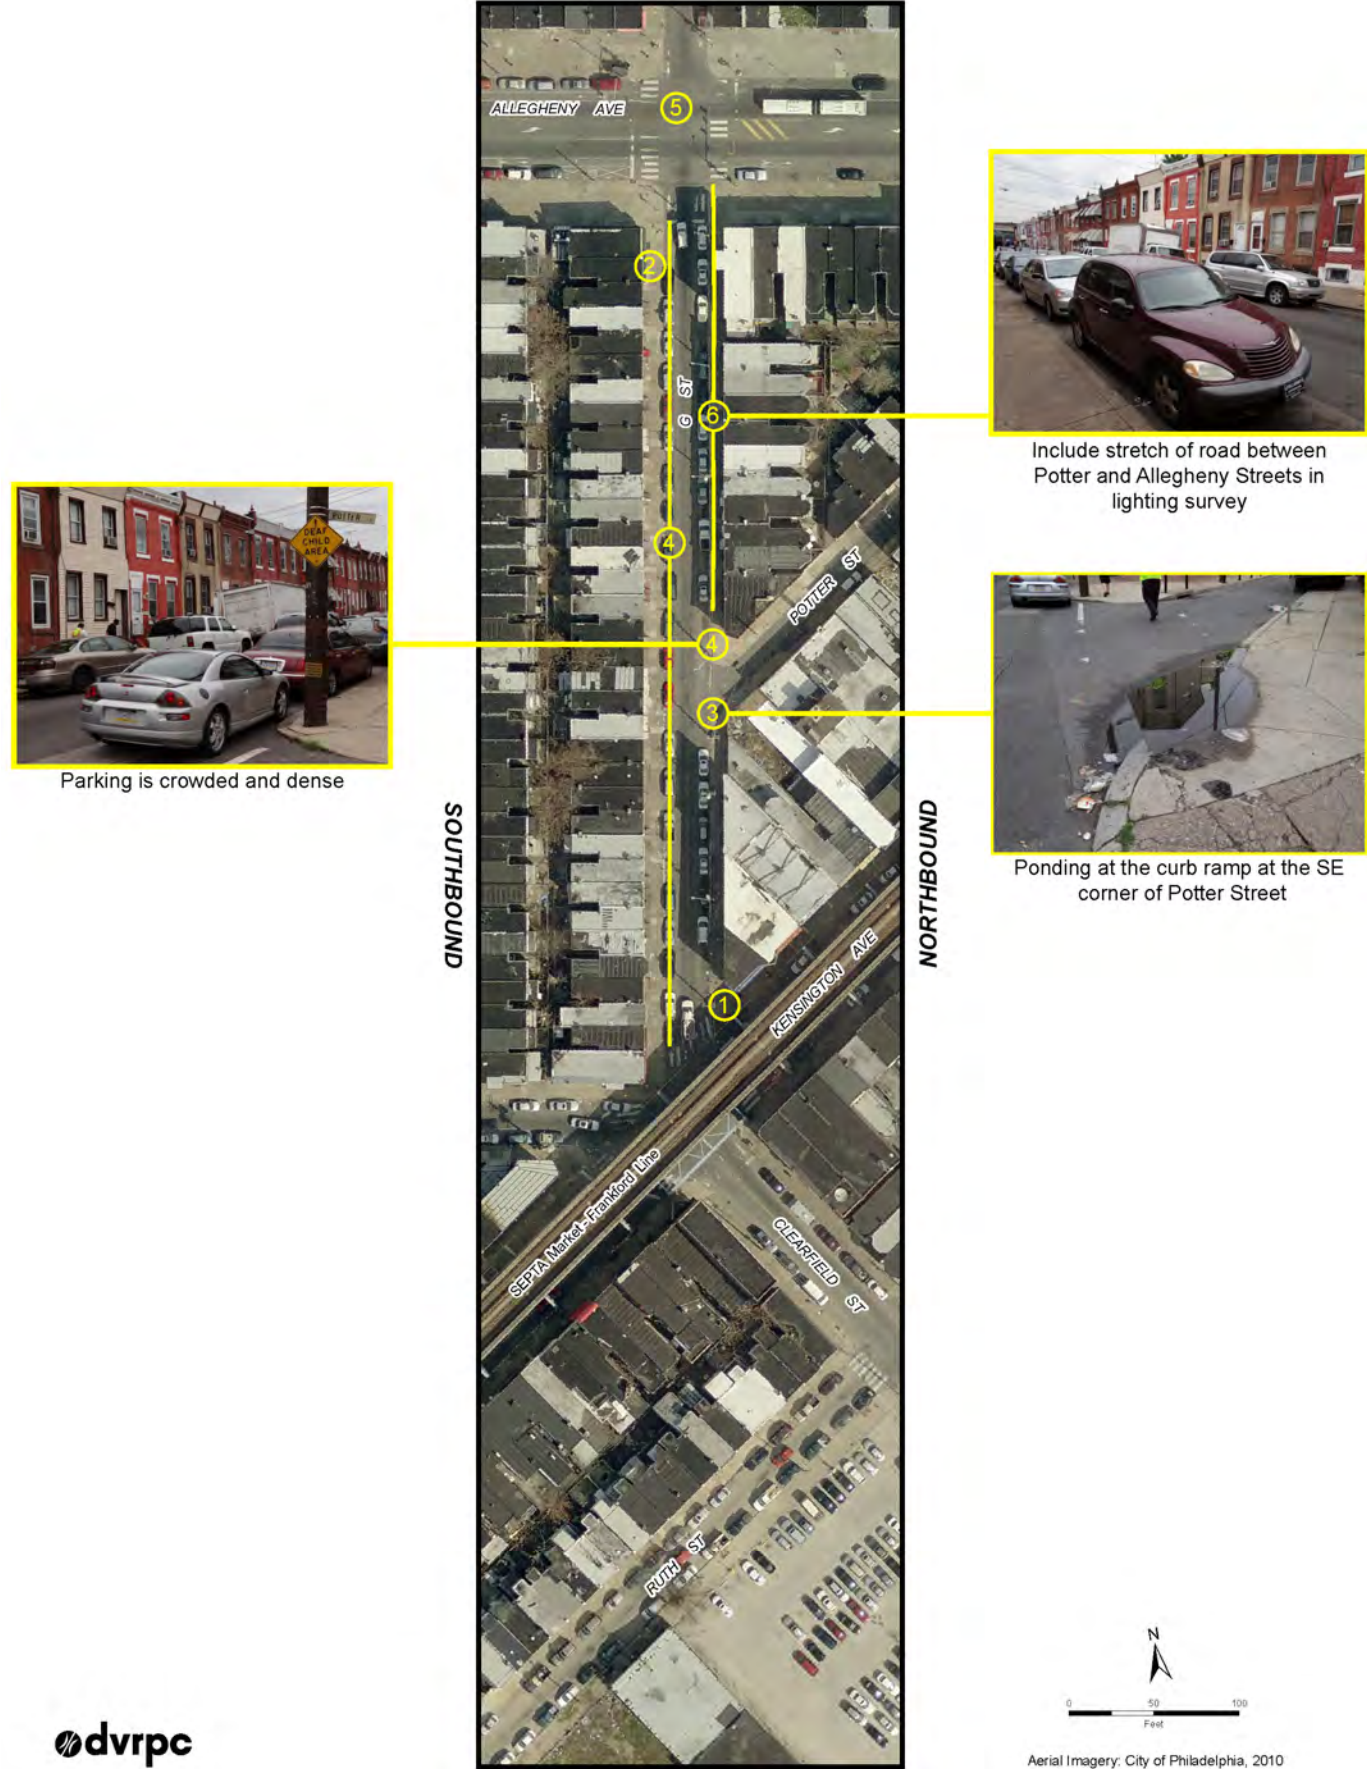 ALLEGHENY AVE
5
2
G ST
6
Include stretch of road between
Potter and Allegheny Streets in
lighting survey
DEAF
CHILD
AREA
4
POTTER ST
4
3
Parking is crowded and dense
Ponding at the curb ramp at the SE
corner of Potter Street
SOUTHBOUND
NORTHBOUND
1
KENSINGTON AVE
SEPTA Market - Frankford Line
CLEARFIELD ST
RUTH ST
N
0 50 100
Feet
dvrpc
Aerial Imagery: City of Philadelphia, 2010